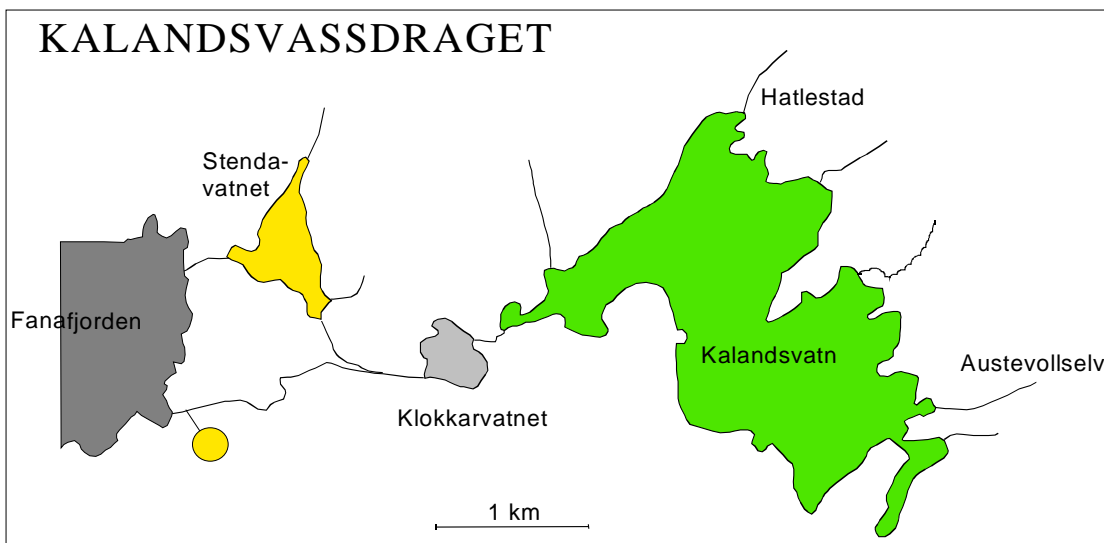 KALANDSVASSDRAGET
Hatlestad
Stenda-
vatnet
Fanafjorden
Kalandsvatn
Austevollselv
Klokkarvatnet
1 km